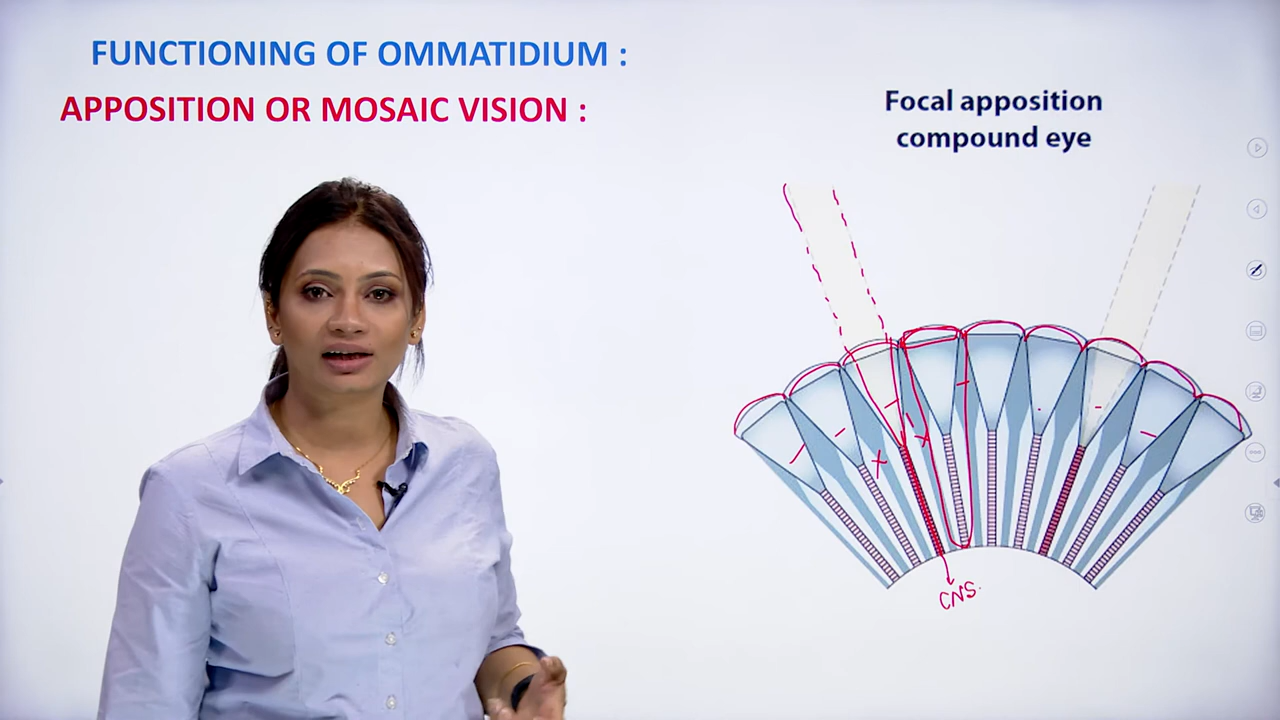 FUNCTIONING OF OMMATIDIUM :
APPOSITION OR MOSAIC VISION :
Focal apposition
compound eye
CNS.